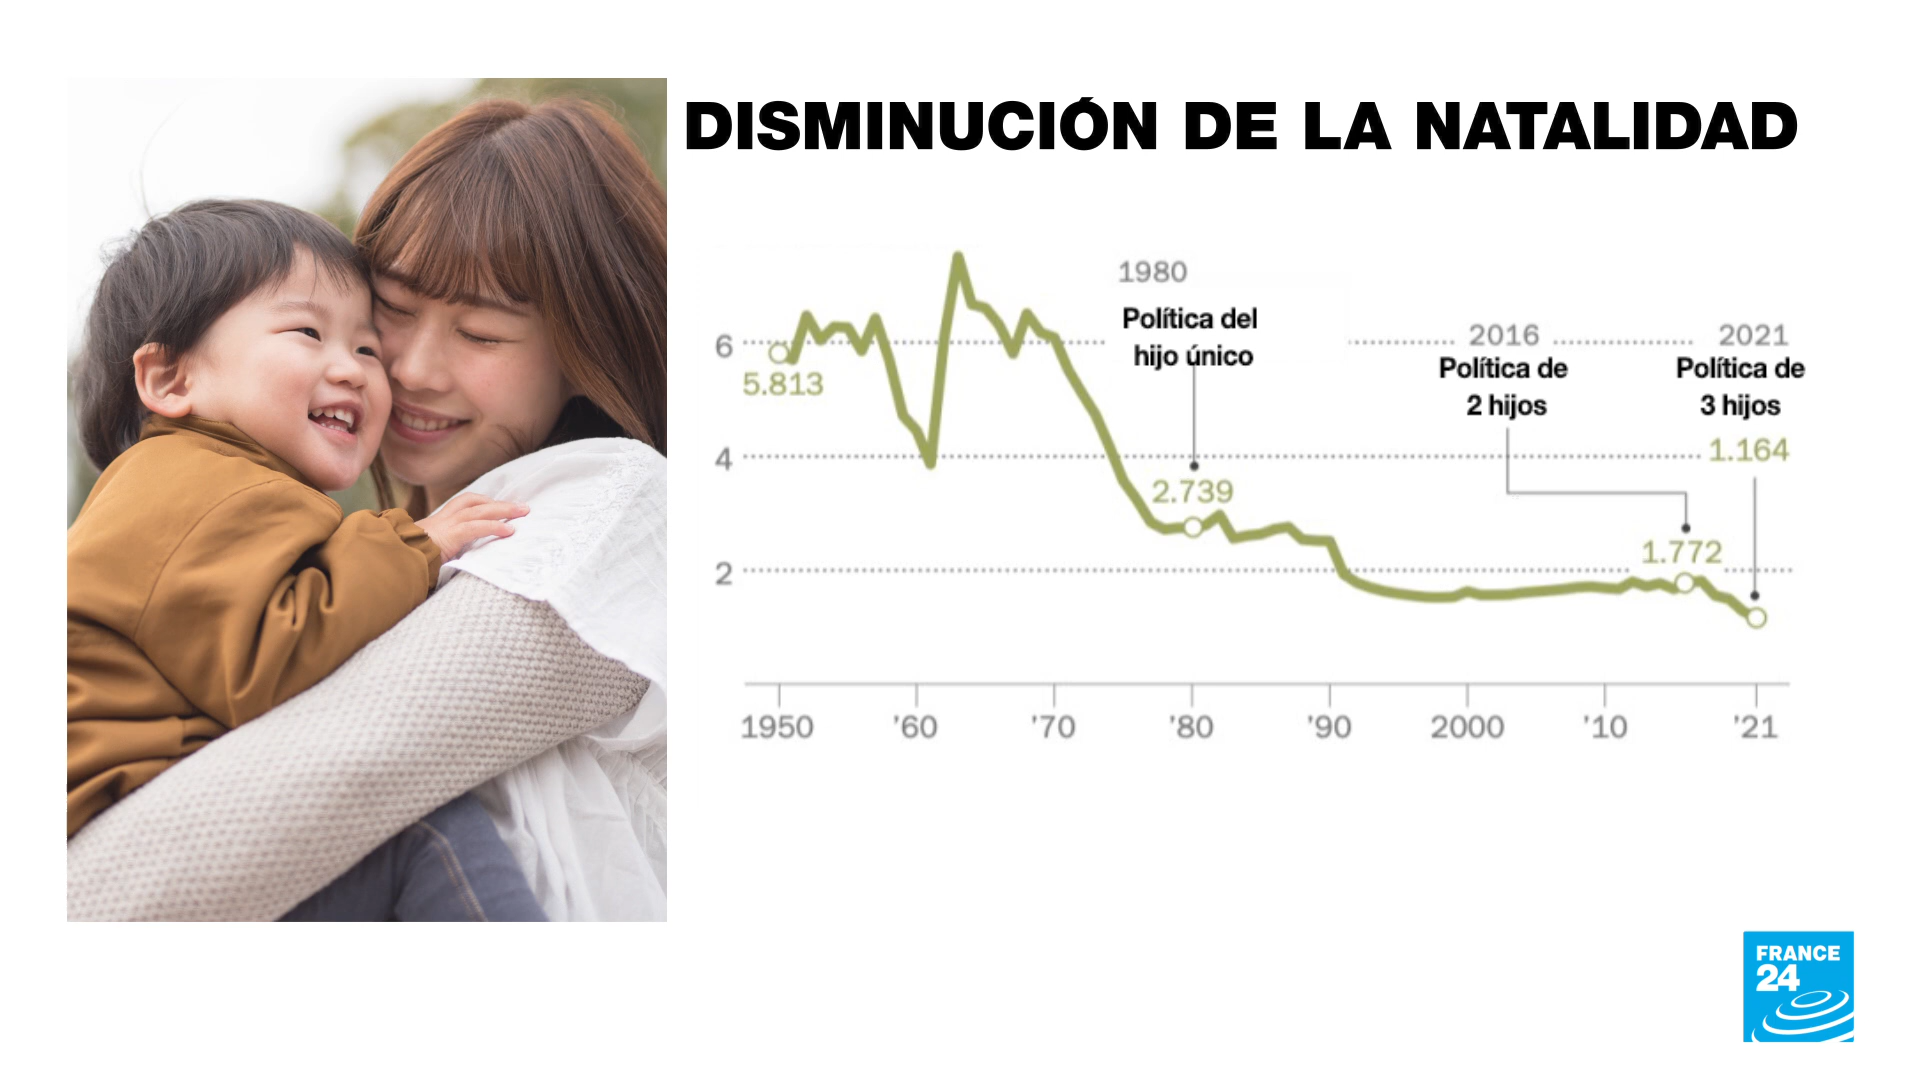 DISMINUCIÓN DE LA NATALIDAD
1980
Política del
hijo único
2016
Política de
2 hijos
2021
Política de
3 hijos
6
5.813
4
1.164
2.739
1.772
2
1950
'60
'70
'80
'90
2000
'10
'21
FRANCE
24